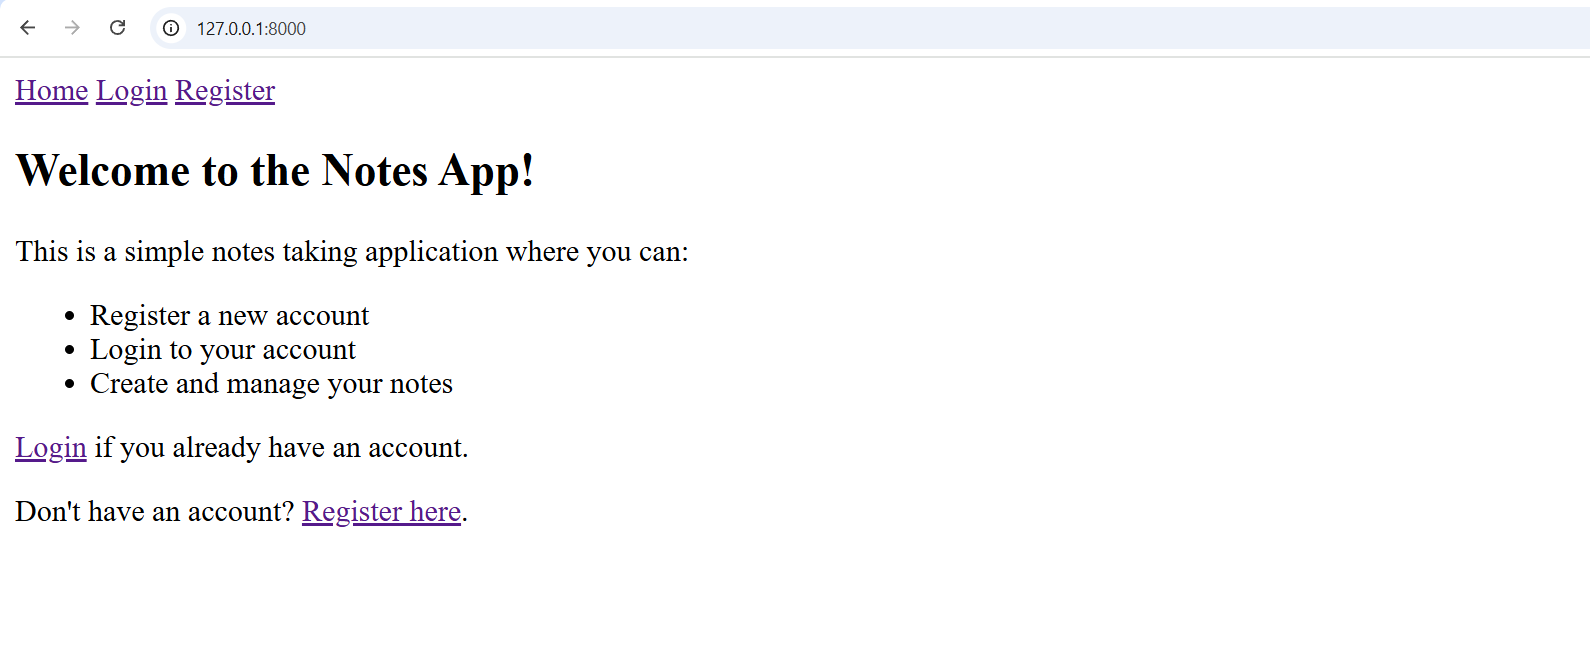 127.0.0.1:8000
Home Login Register
Welcome to the Notes App!
This is a simple notes taking application where you can:
Register a new account
Login to your account
Create and manage your notes
Login if you already have an account.
Don't have an account? Register here.